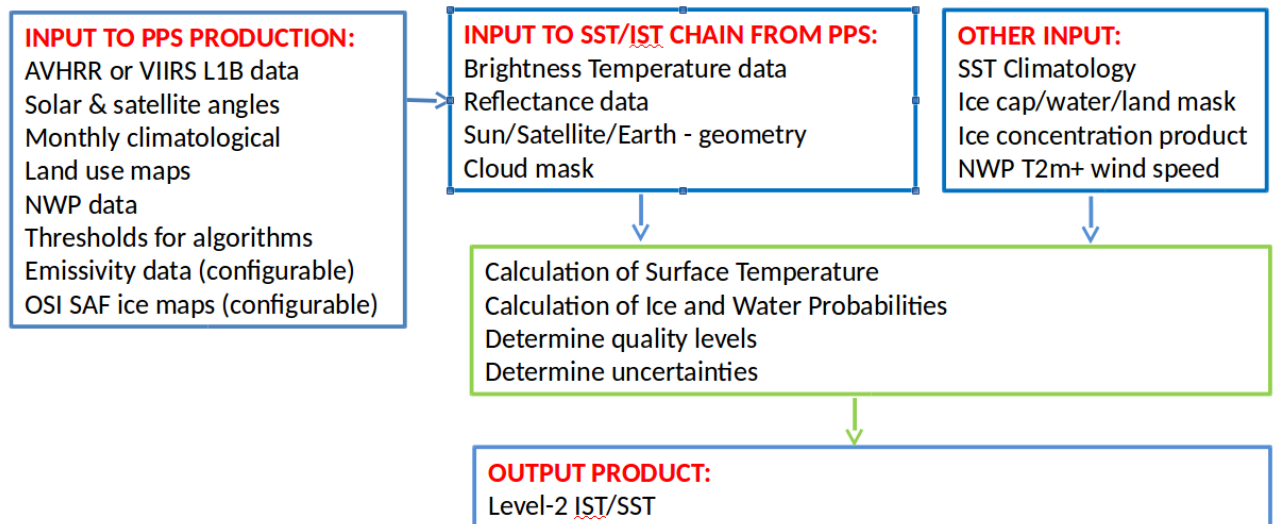 INPUT TO PPS PRODUCTION:
AVHRR or VIIRS L1B data
Solar & satellite angles
Monthly climatological
Land use maps
NWP data
Thresholds for algorithms
Emissivity data (configurable)
OSI SAF ice maps (configurable)
INPUT TO SST/IST CHAIN FROM PPS:
Brightness Temperature data
Reflectance data
Sun/Satellite/Earth - geometry
Cloud mask
OTHER INPUT:
SST Climatology
Ice cap/water/land mask
Ice concentration product
NWP T2m+ wind speed
Calculation of Surface Temperature
Calculation of Ice and Water Probabilities
Determine quality levels
Determine uncertainties
OUTPUT PRODUCT:
Level-2 IST/SST